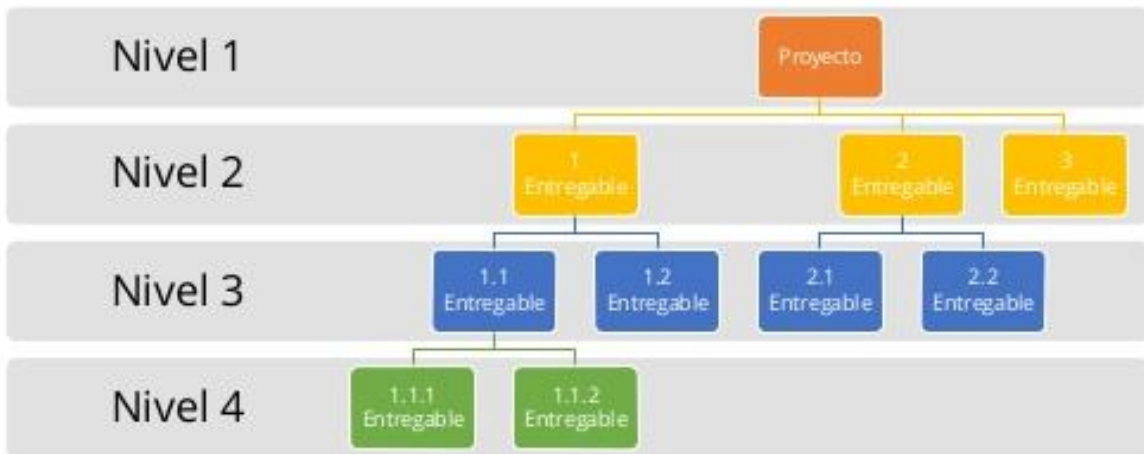 Nivel 1
Proyecto
Nivel 2
1
Entregable
2
Entregable
3
Entregable
Nivel 3
1.1
Entregable
1.2
Entregable
2.1
Entregable
2.2
Entregable
Nivel 4
1.1.1
Entregable
1.1.2
Entregable